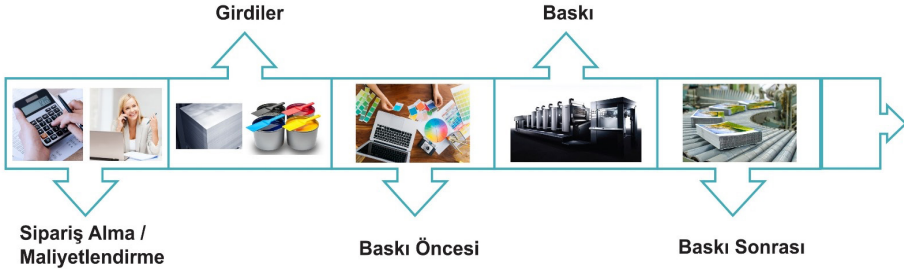 Girdiler
Baskı
Sipariş Alma /
Maliyetlendirme
Baskı Öncesi
Baskı Sonrası